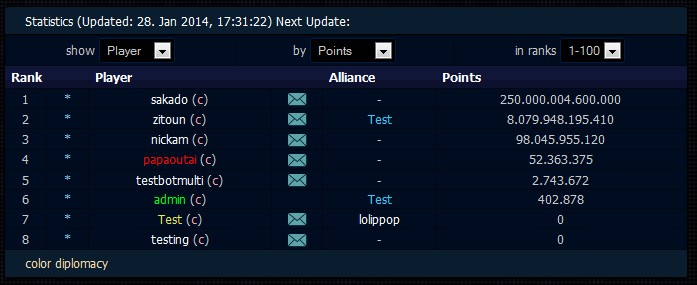 Statistics (Updated: 28. Jan 2014, 17:31:22) Next Update:
show Player by Points in ranks 1-100
Rank Player Alliance Points
1 * sakado (c) - 250.000.004.600.000
2 * zitoun (c) Test 8.079.948.195.410
3 * nickam (c) - 98.045.955.120
4 * papaoutai (c) - 52.363.375
5 * testbotmulti (c) - 2.743.672
6 * admin (c) Test 402.878
7 * Test (c) lolippop 0
8 * testing (c) - 0
color diplomacy